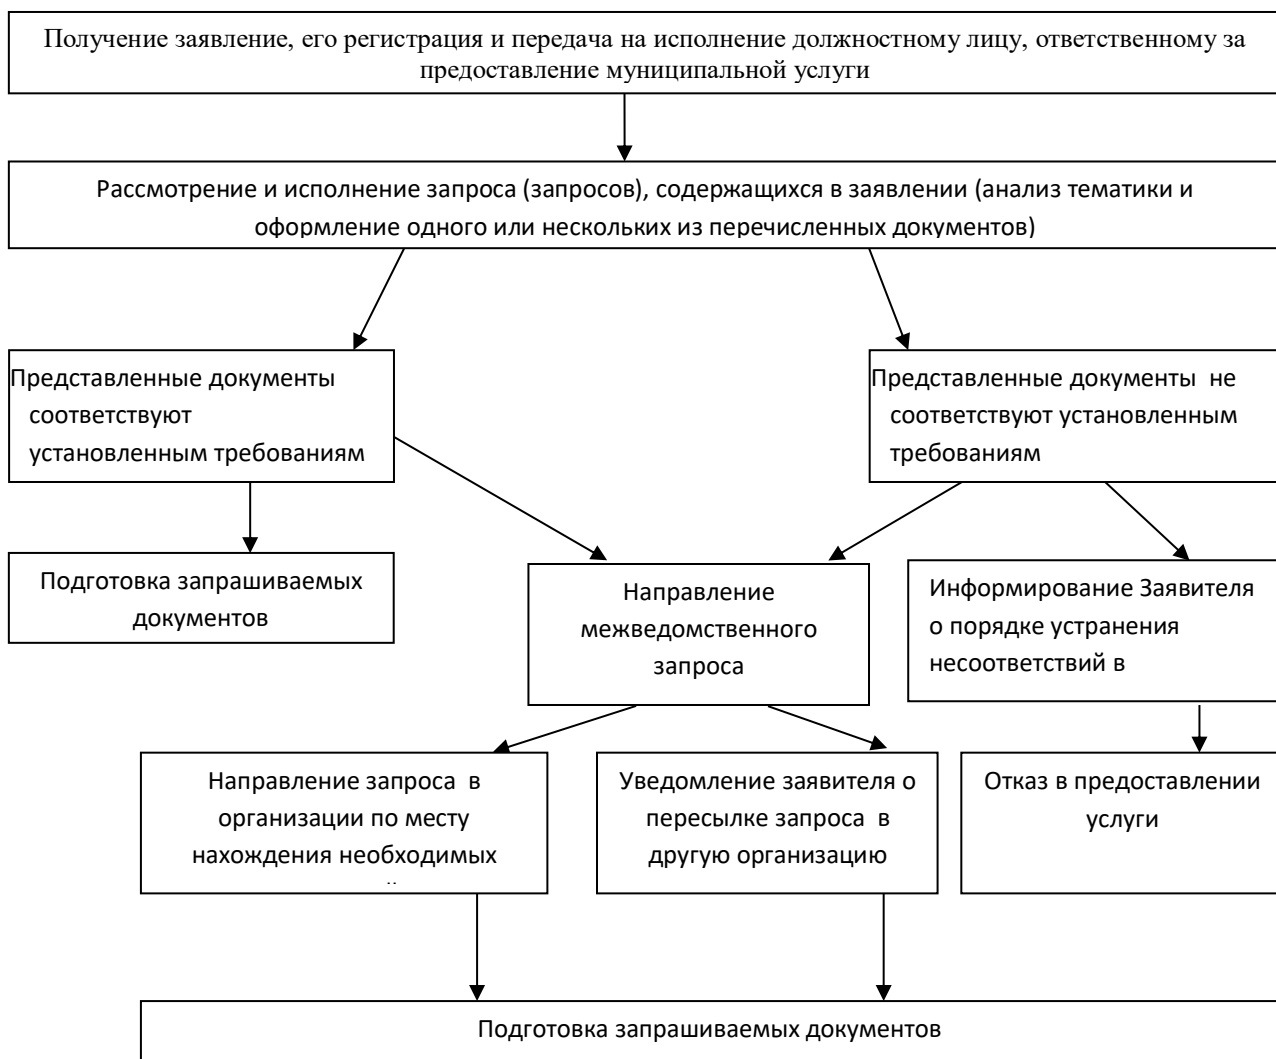 Получение заявление, его регистрация и передача на исполнение должностному лицу, ответственному за
предоставление муниципальной услуги
Рассмотрение и исполнение запроса (запросов), содержащихся в заявлении (анализ тематики и
оформление одного или нескольких из перечисленных документов)
Представленные документы
соответствуют
установленным требованиям
Представленные документы  не
соответствуют установленным
требованиям
Подготовка запрашиваемых
документов
Направление
межведомственного
запроса
Информирование Заявителя
о порядке устранения
несоответствий в
Направление запроса  в
организации по месту
нахождения необходимых
Уведомление заявителя о
пересылке запроса  в
другую организацию
Отказ в предоставлении
услуги
Подготовка запрашиваемых документов